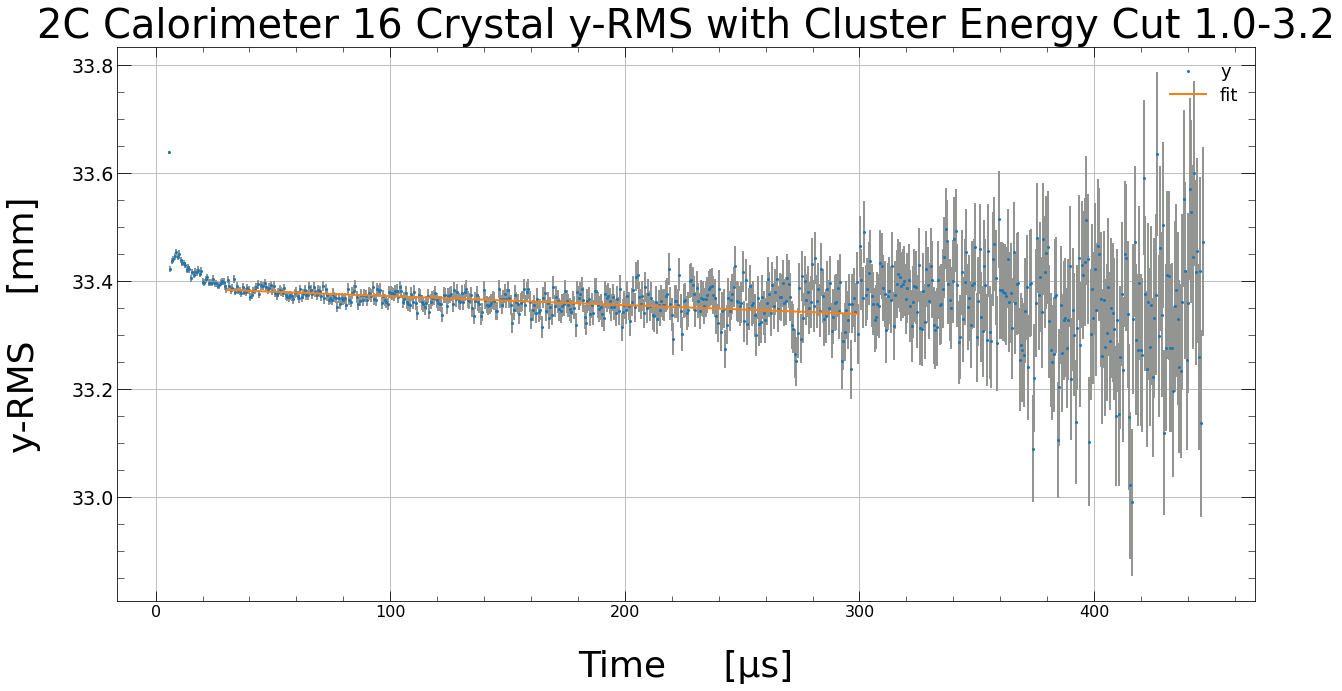 2C Calorimeter 16 Crystal y-RMS with Cluster Energy Cut 1.0-3.2
y
fit
33.8
33.6
33.4
33.2
33.0
y-RMS [mm]
0 100 200 300 400
Time [µs]